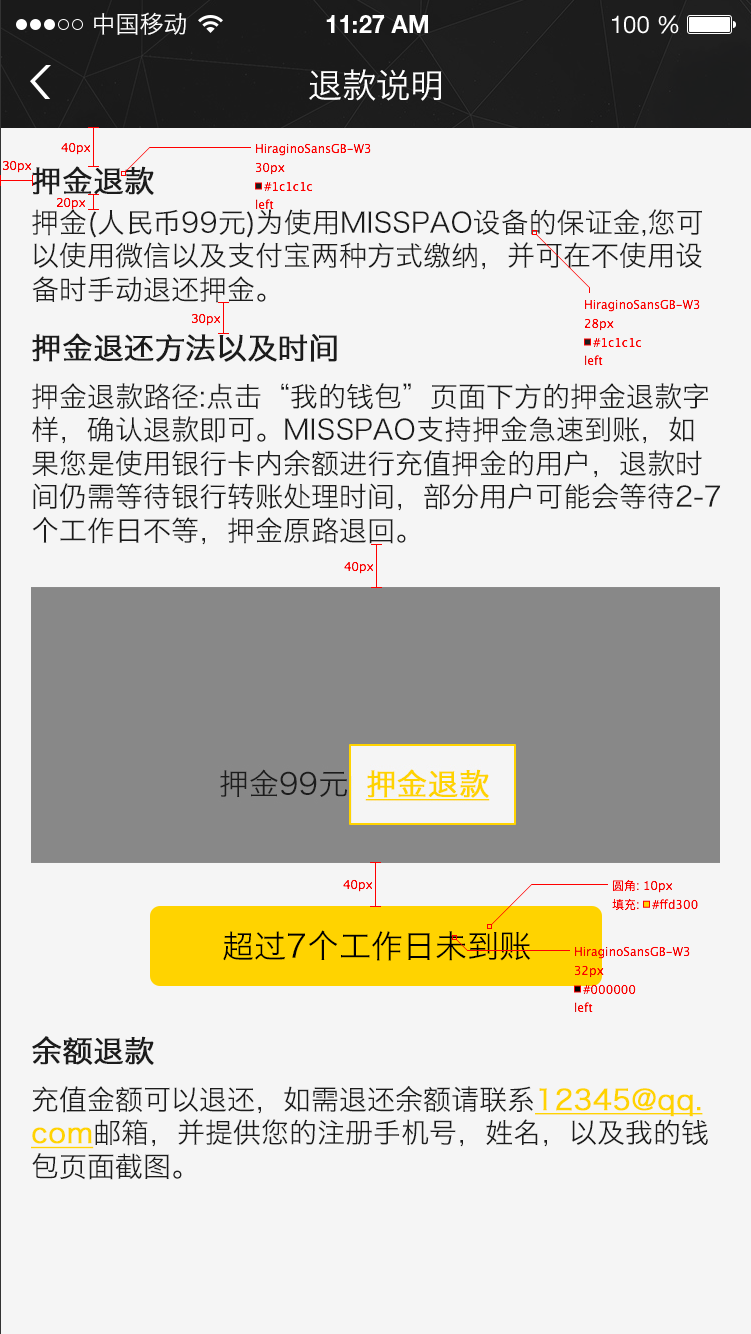 中国移动 11:27 AM 100 %
退款说明
40px
HiraginoSansGB-W3
30px
30px
#1c1c1c
left
押金退款
20px
押金(人民币99元)为使用MISSPAO设备的保证金,您可
以使用微信以及支付宝两种方式缴纳，并可在不使用设
备时手动退还押金。
HiraginoSansGB-W3
28px
#1c1c1c
left
30px
押金退还方法以及时间
押金退款路径:点击“我的钱包”页面下方的押金退款字
样，确认退款即可。MISSPAO支持押金急速到账，如
果您是使用银行卡内余额进行充值押金的用户，退款时
间仍需等待银行转账处理时间，部分用户可能会等待2-7
个工作日不等，押金原路退回。
40px
押金99元 押金退款
40px
圆角: 10px
填充: #ffd300
超过7个工作日未到账
HiraginoSansGB-W3
32px
#000000
left
余额退款
充值金额可以退还，如需退还余额请联系12345@qq.
com邮箱，并提供您的注册手机号，姓名，以及我的钱
包页面截图。